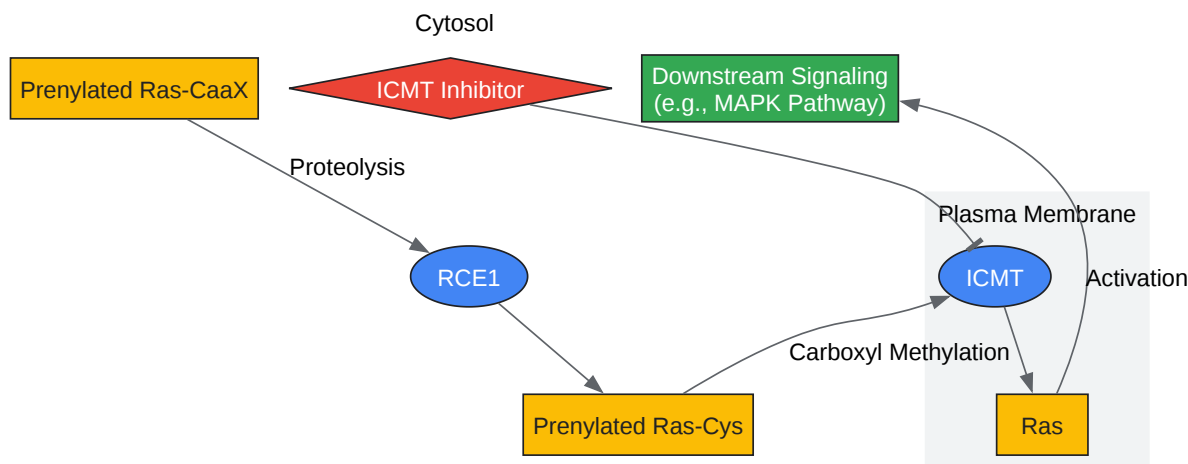 Cytosol
Prenylated Ras-CaaX
ICMT Inhibitor
Downstream Signaling
(e.g., MAPK Pathway)
Proteolysis
Plasma Membrane
RCE1
ICMT
Activation
Carboxyl Methylation
Prenylated Ras-Cys
Ras